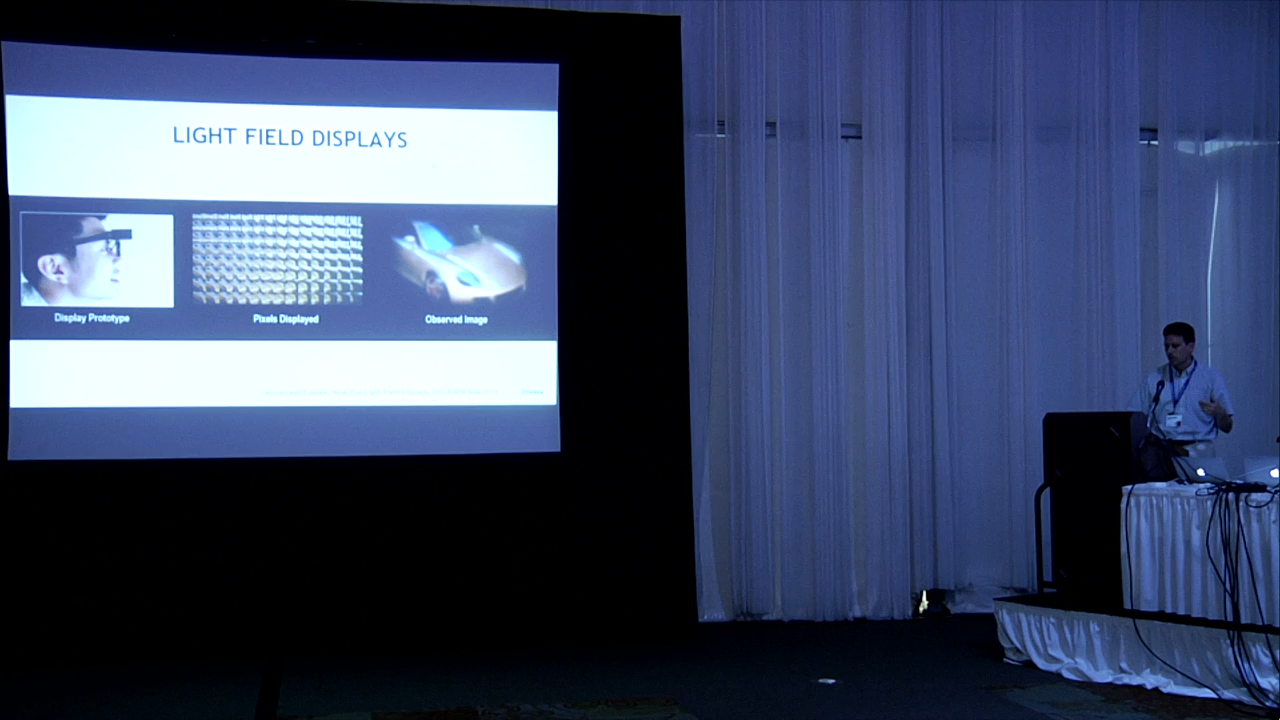 LIGHT FIELD DISPLAYS
Display Prototype
Pixels Displayed
Observed Image